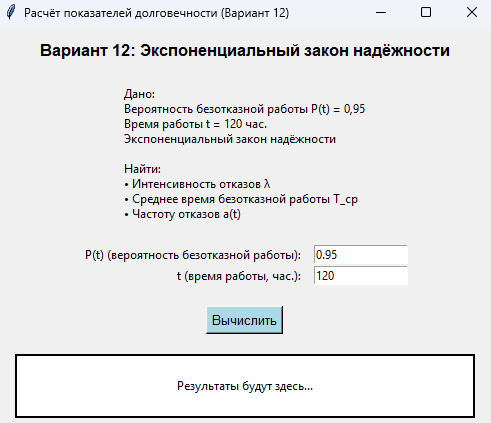 Расчёт показателей долговечности (Вариант 12)
Вариант 12: Экспоненциальный закон надёжности
Дано:
Вероятность безотказной работы P(t) = 0,95
Время работы t = 120 час.
Экспоненциальный закон надёжности
Найти:
• Интенсивность отказов λ
• Среднее время безотказной работы T_ср
• Частоту отказов a(t)
P(t) (вероятность безотказной работы): 0.95
t (время работы, час.): 120
Вычислить
Результаты будут здесь...